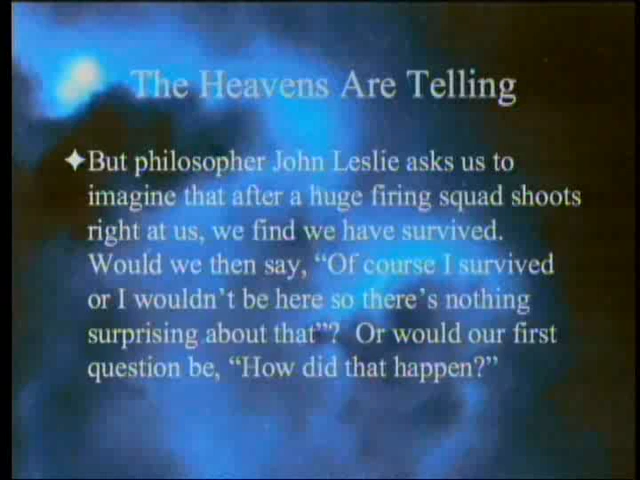 The Heavens Are Telling
But philosopher John Leslie asks us to
imagine that after a huge firing squad shoots
right at us, we find we have survived.
Would we then say, “Of course I survived
or I wouldn’t be here so there’s nothing
surprising about that”?  Or would our first
question be, “How did that happen?”